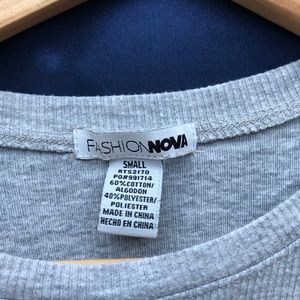 FASHIONNOVA
SMALL
RTS2170
PO#991714
60%COTTON/
ALGODON
40%POLYESTER/
POLIESTER
MADE IN CHINA
HECHO EN CHINA